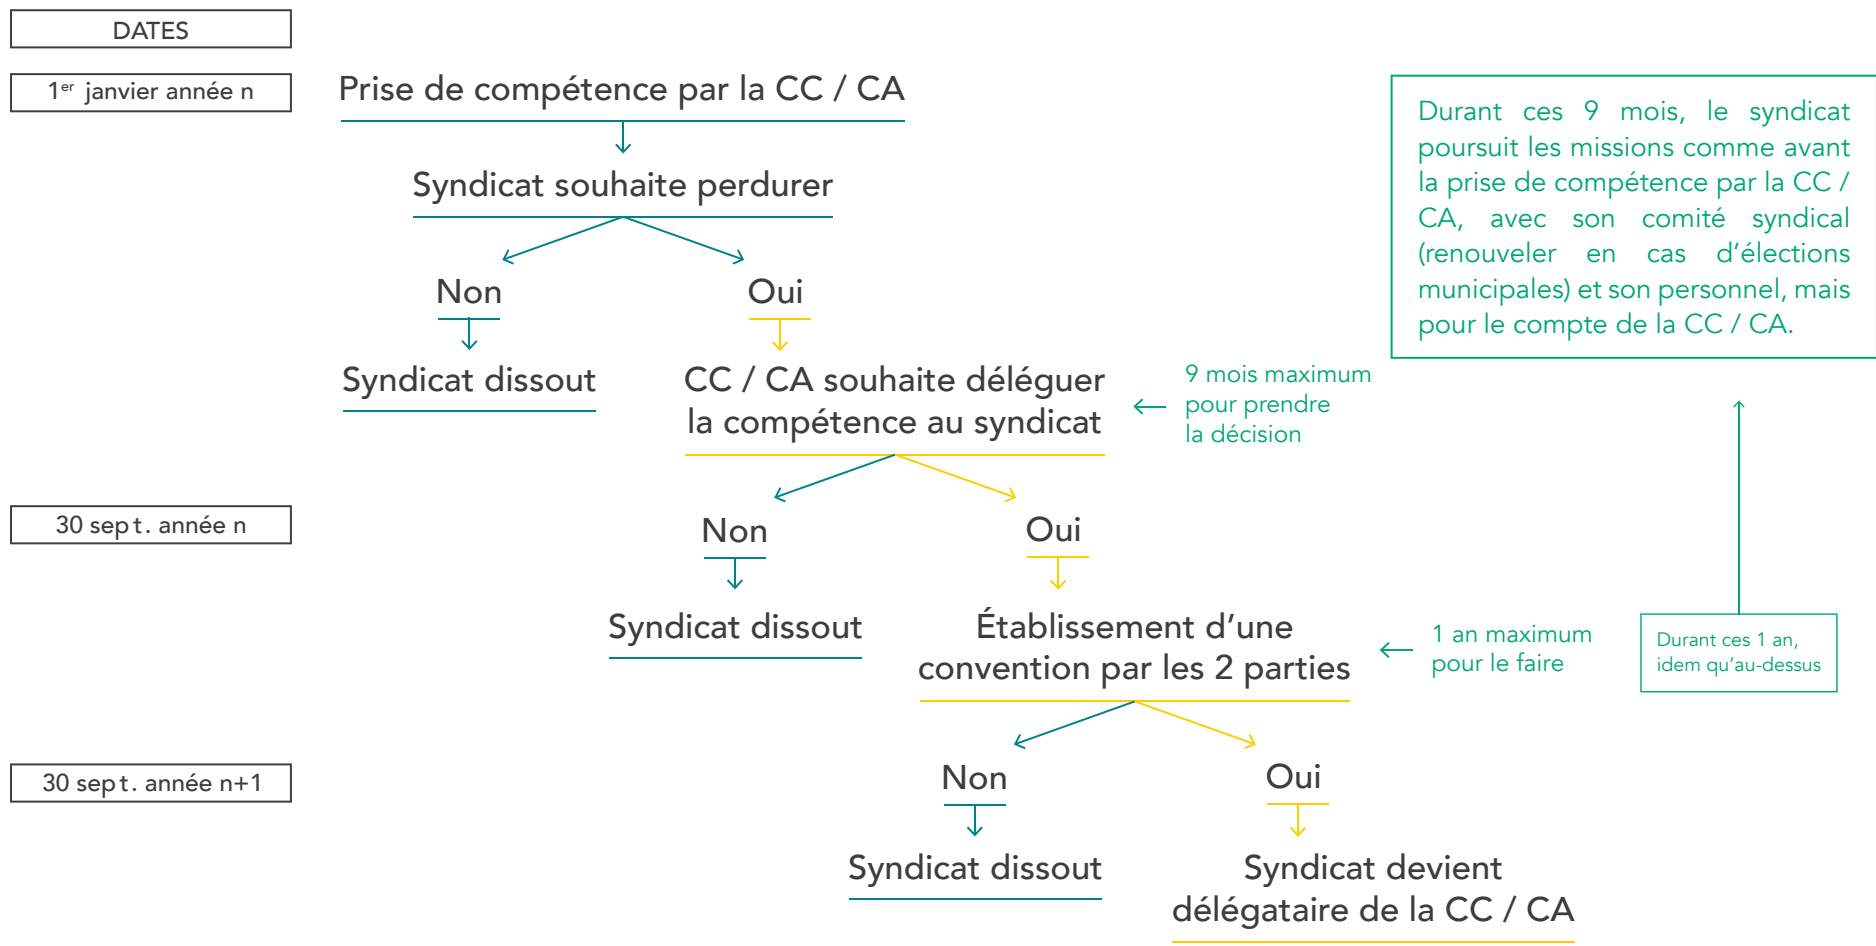 DATES
1er janvier année n
Prise de compétence par la CC / CA
Durant ces 9 mois, le syndicat
poursuit les missions comme avant
la prise de compétence par la CC /
CA, avec son comité syndical
(renouveler en cas d’élections
municipales) et son personnel, mais
pour le compte de la CC / CA.
Syndicat souhaite perdurer
Non
Oui
Syndicat dissout
CC / CA souhaite déléguer
la compétence au syndicat
9 mois maximum
pour prendre
la décision
30 sept. année n
Non
Oui
Syndicat dissout
Établissement d’une
convention par les 2 parties
1 an maximum
pour le faire
Durant ces 1 an,
idem qu’au-dessus
30 sept. année n+1
Non
Oui
Syndicat dissout
Syndicat devient
délégataire de la CC / CA